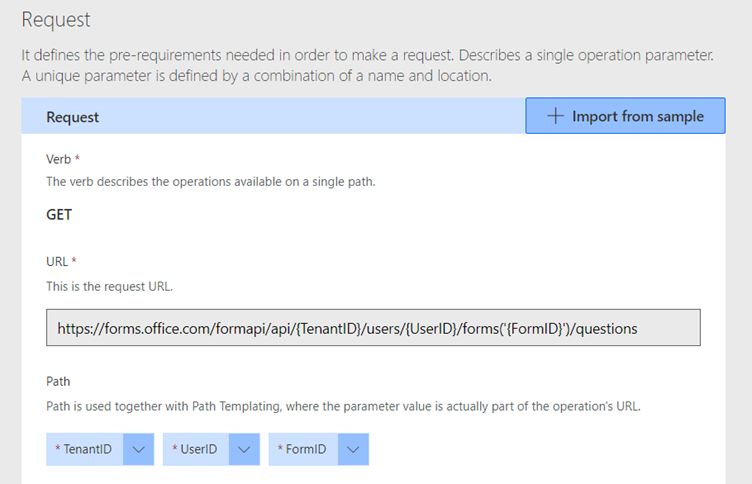 Request
It defines the pre-requirements needed in order to make a request. Describes a single operation parameter.
A unique parameter is defined by a combination of a name and location.
Request
Import from sample
Verb *
The verb describes the operations available on a single path.
GET
URL *
This is the request URL.
https://forms.office.com/formapi/api/{TenantID}/users/{UserID}/forms('{FormID}')/questions
Path
Path is used together with Path Templating, where the parameter value is actually part of the operation's URL.
* TenantID
* UserID
* FormID